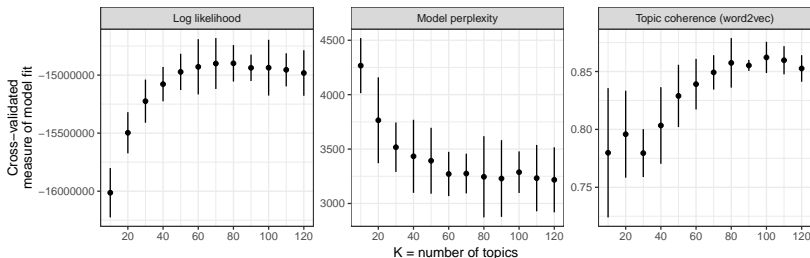 Log likelihood
Model perplexity
Topic coherence (word2vec)
Cross−validated
measure of model fit
−15000000
−15500000
−16000000
4500
4000
3500
3000
0.85
0.80
0.75
20 40 60 80 100 120
20 40 60 80 100 120
20 40 60 80 100 120
K = number of topics